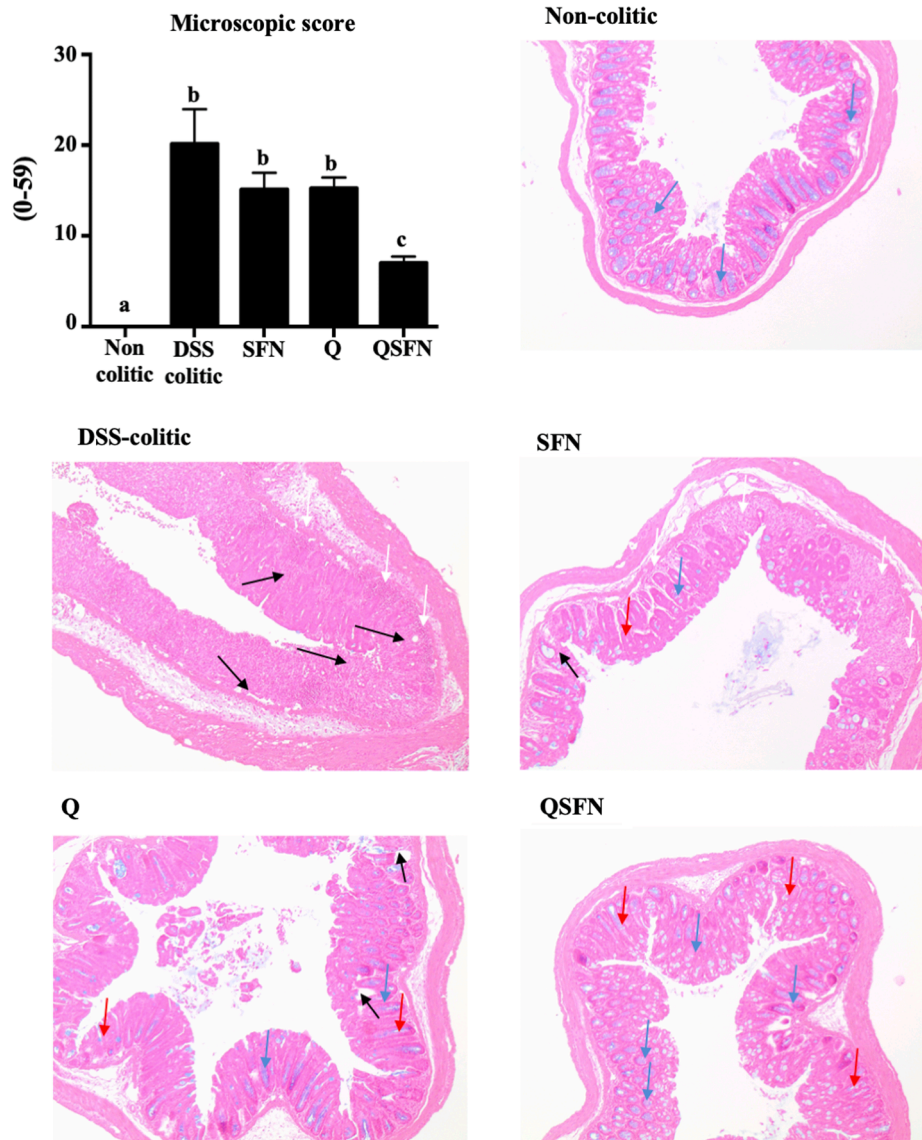 Microscopic score
Non-colitic
30
20
10
0
(0-59)
a
b
b
b
c
Non
colitic
DSS
colitic
SFN
Q
QSFN
DSS-colitic
SFN
Q
QSFN